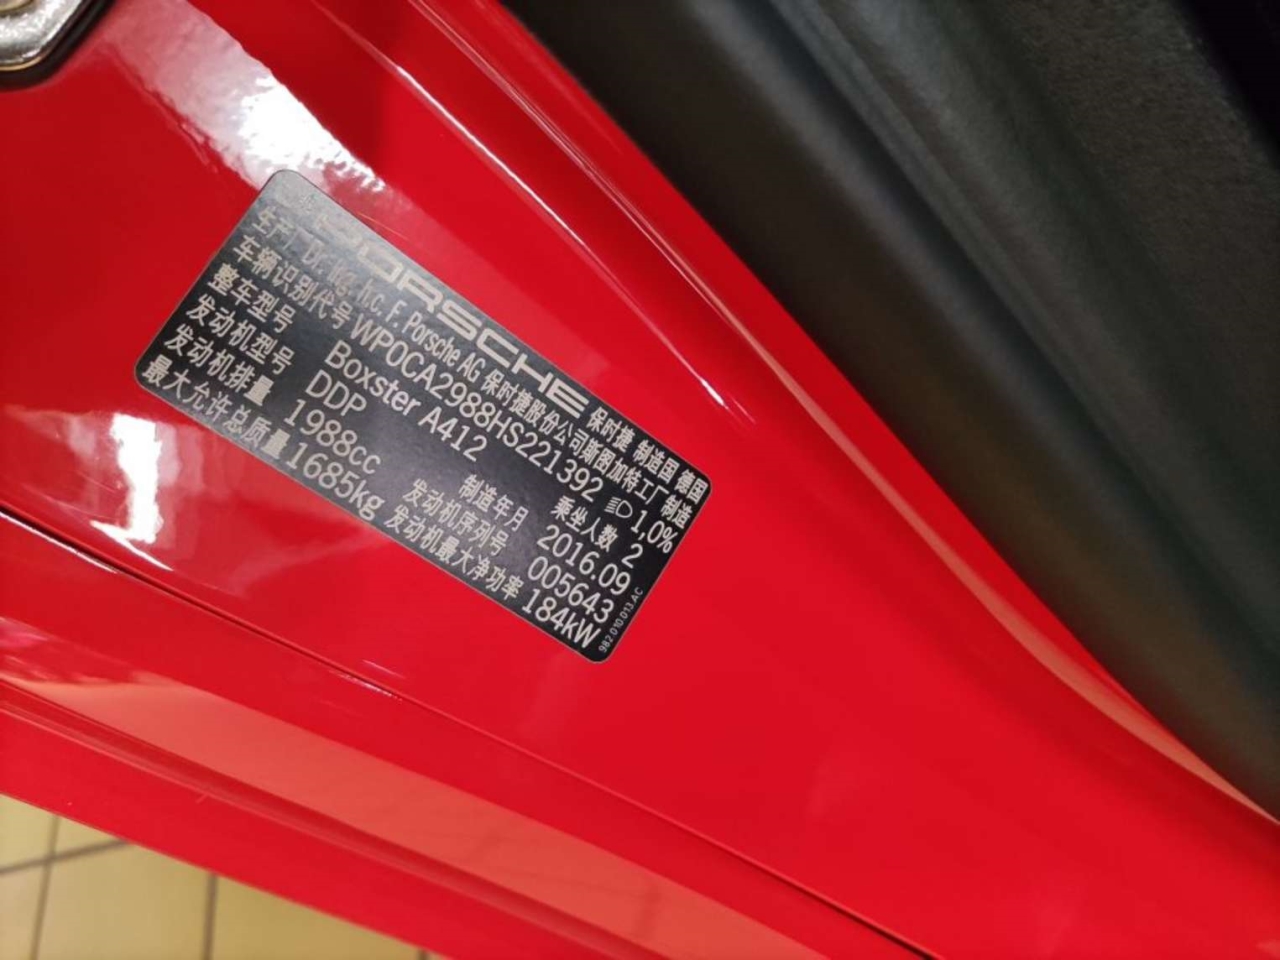 PORSCHE 保时捷 制造国 德国
生产厂 Dr. Ing. h.c. F. Porsche AG 保时捷股份公司斯图加特工厂 制造
车辆识别代号 WP0CA2988HS221392 1,0%
整车型号 Boxster A412 乘坐人数 2
发动机型号 DDP 制造年月 2016.09
发动机排量 1988cc 发动机序列号 005643
最大允许总质量 1685kg 发动机最大净功率 184kW
982.010.013.AC